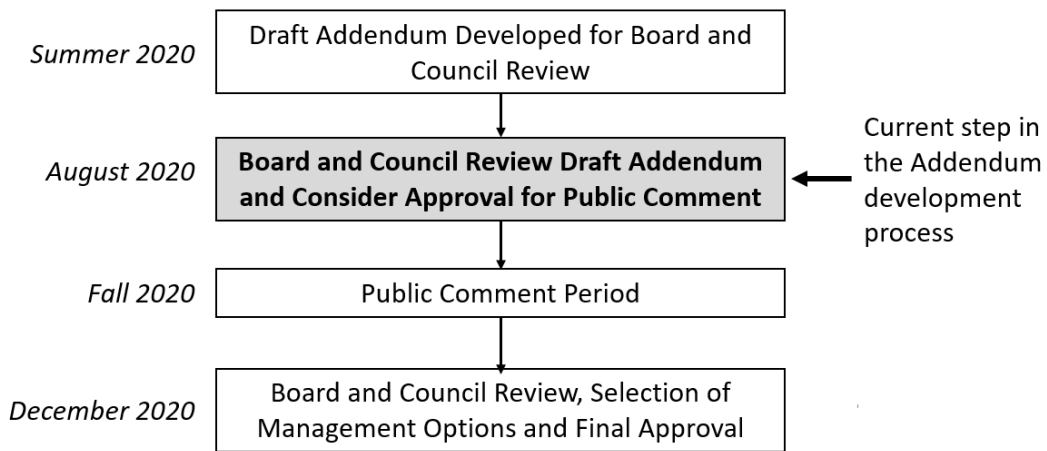 Summer 2020
Draft Addendum Developed for Board and
Council Review
August 2020
Board and Council Review Draft Addendum
and Consider Approval for Public Comment
Current step in
the Addendum
development
process
Fall 2020
Public Comment Period
December 2020
Board and Council Review, Selection of
Management Options and Final Approval